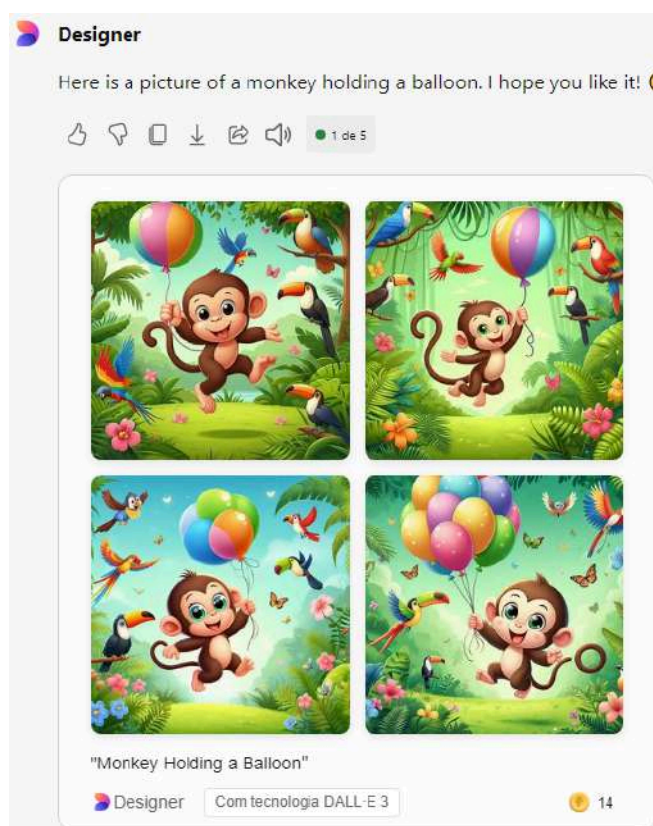 Designer
Here is a picture of a monkey holding a balloon. I hope you like it!
1 de 5
"Monkey Holding a Balloon"
Designer
Com tecnologia DALL·E 3
14